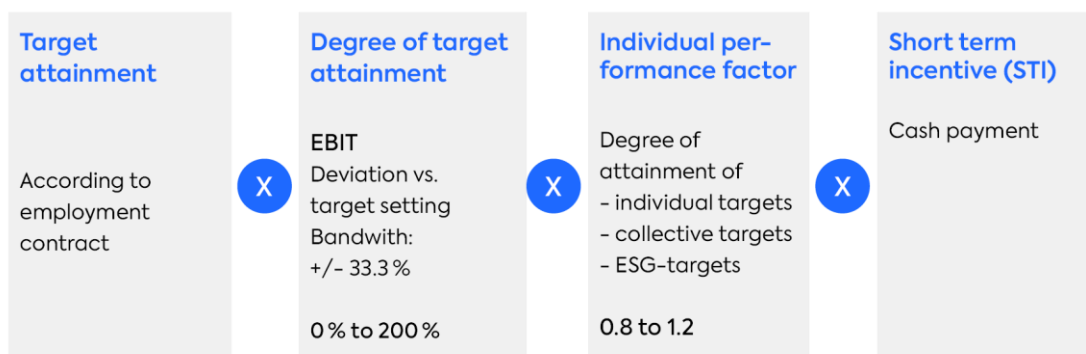 Target
attainment
According to
employment
contract
X
Degree of target
attainment
EBIT
Deviation vs.
target setting
Bandwith:
+/- 33.3 %
0 % to 200 %
X
Individual per-
formance factor
Degree of
attainment of
- individual targets
- collective targets
- ESG-targets
0.8 to 1.2
X
Short term
incentive (STI)
Cash payment